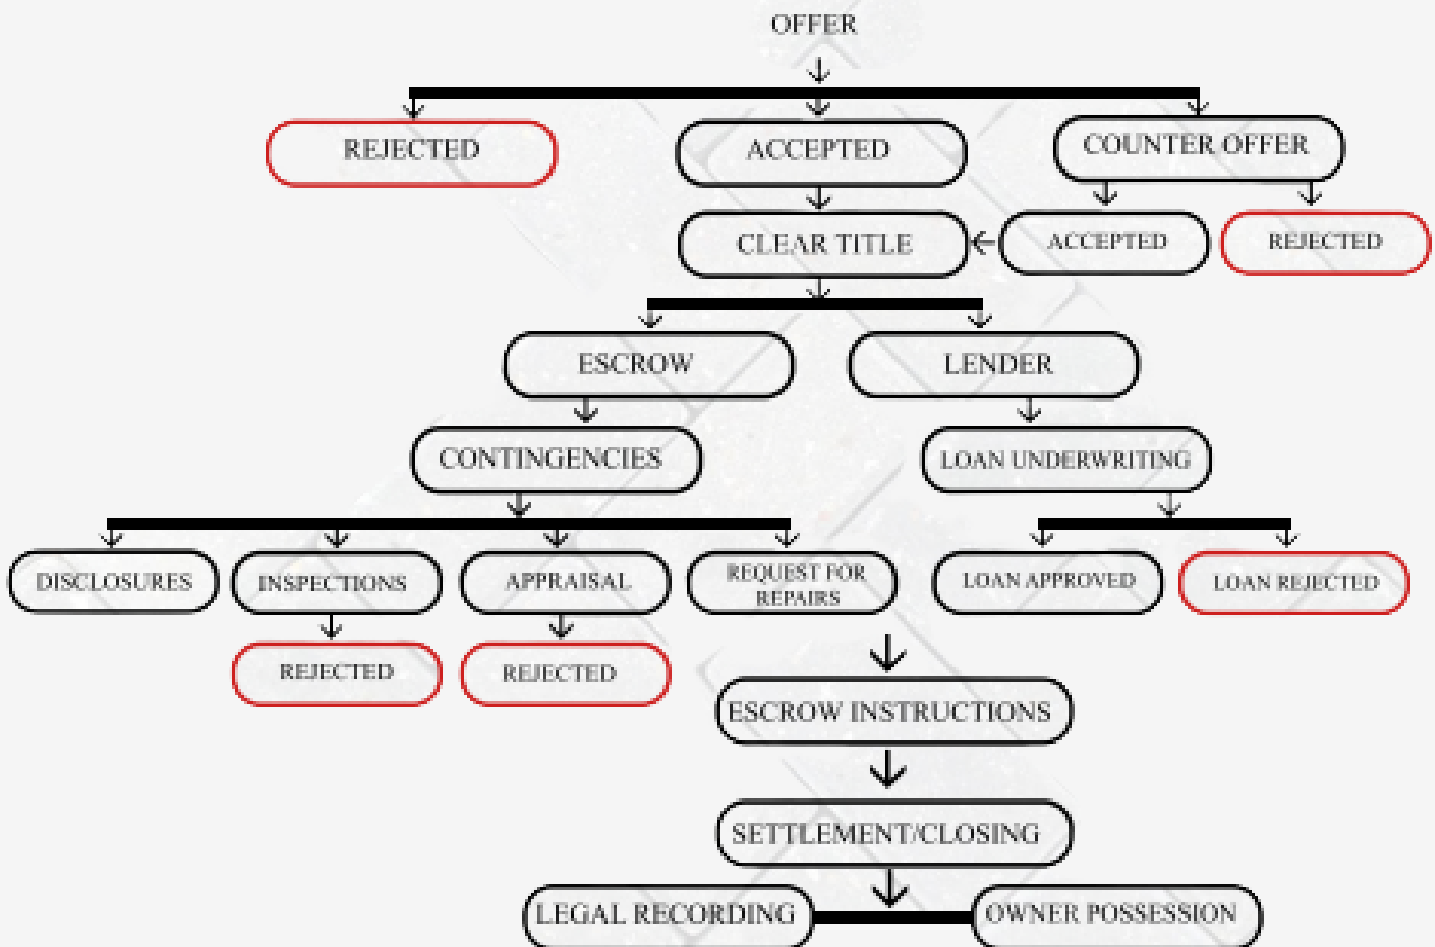 OFFER
REJECTED
ACCEPTED
COUNTER OFFER
CLEAR TITLE
ACCEPTED
REJECTED
ESCROW
LENDER
CONTINGENCIES
LOAN UNDERWRITING
DISCLOSURES
INSPECTIONS
APPRAISAL
REQUEST FOR
REPAIRS
LOAN APPROVED
LOAN REJECTED
REJECTED
REJECTED
ESCROW INSTRUCTIONS
SETTLEMENT/CLOSING
LEGAL RECORDING
OWNER POSSESSION